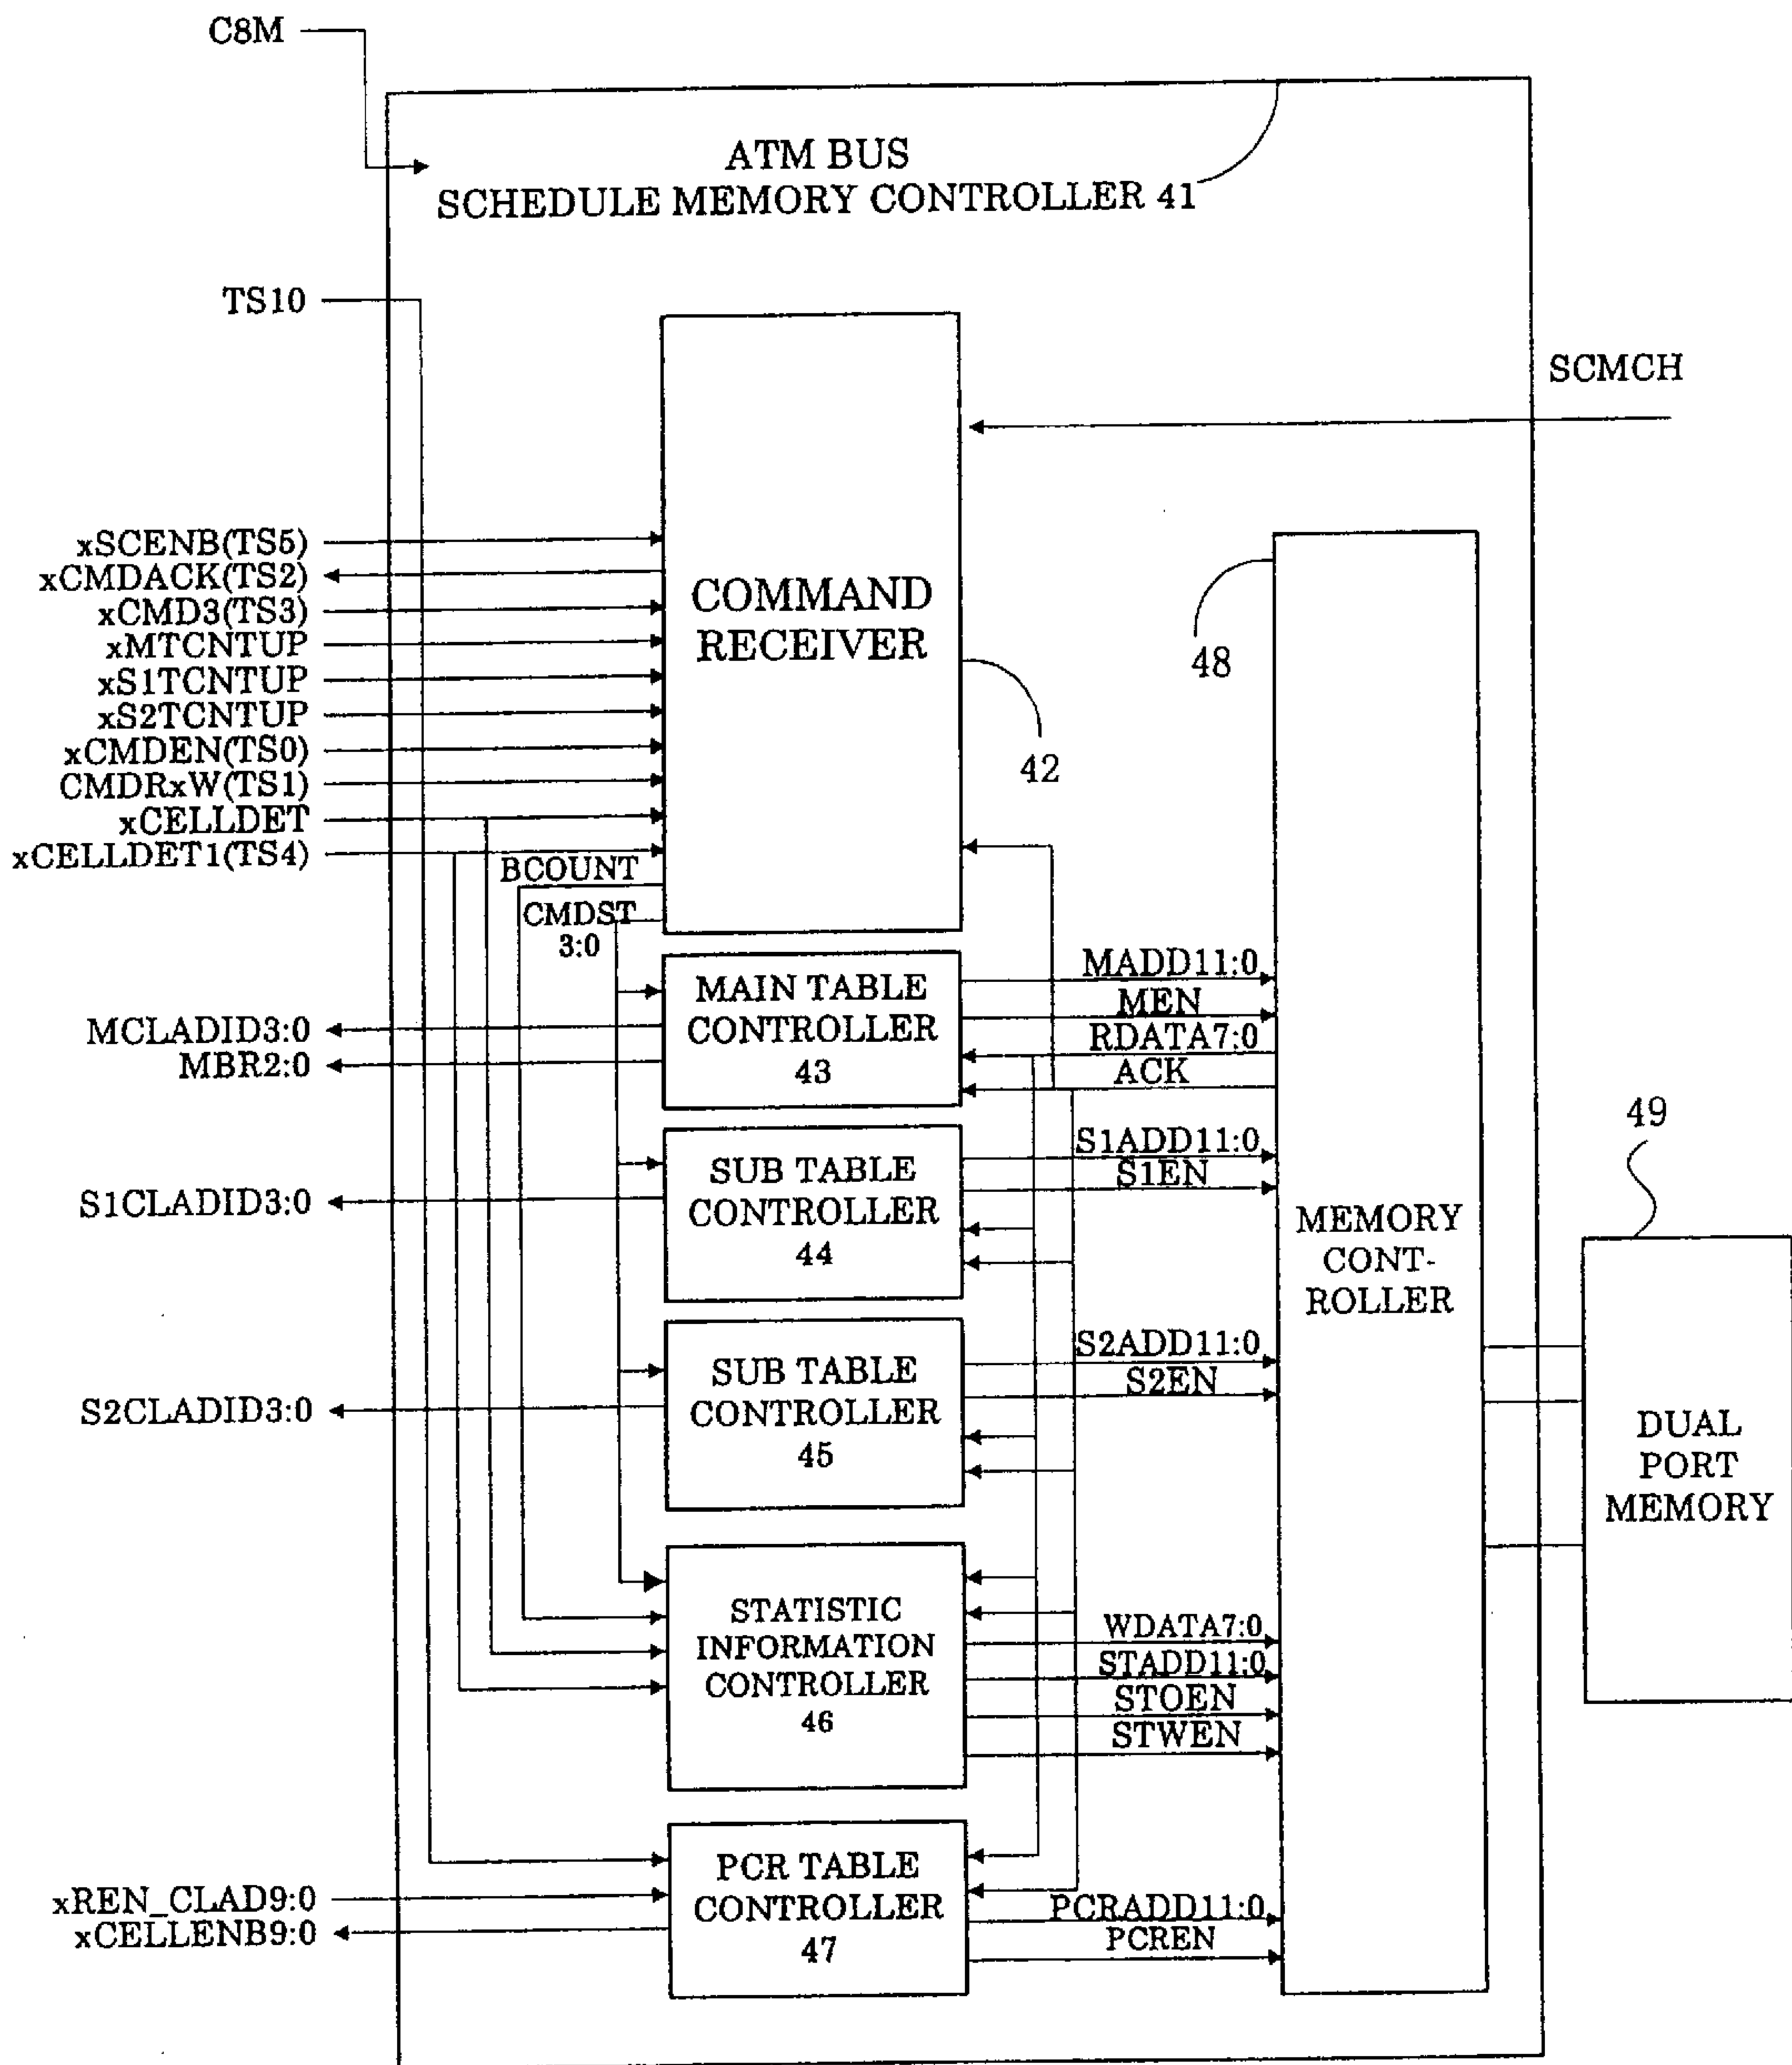 C8M
ATM BUS
SCHEDULE MEMORY CONTROLLER 41
TS10
SCMCH
xSCENB(TS5)
xCMDACK(TS2)
xCMD3(TS3)
xMTCNTUP
xS1TCNTUP
xS2TCNTUP
xCMDEN(TS0)
CMDRxW(TS1)
xCELLDET
xCELLDET1(TS4)
COMMAND
RECEIVER
42
48
BCOUNT
CMDST
3:0
MCLADID3:0
MBR2:0
MAIN TABLE
CONTROLLER
43
MADD11:0
MEN
RDATA7:0
ACK
S1CLADID3:0
SUB TABLE
CONTROLLER
44
S1ADD11:0
S1EN
MEMORY
CONT-
ROLLER
49
DUAL
PORT
MEMORY
S2CLADID3:0
SUB TABLE
CONTROLLER
45
S2ADD11:0
S2EN
STATISTIC
INFORMATION
CONTROLLER
46
WDATA7:0
STADD11:0
STOEN
STWEN
xREN_CLAD9:0
xCELLENB9:0
PCR TABLE
CONTROLLER
47
PCRADD11:0
PCREN